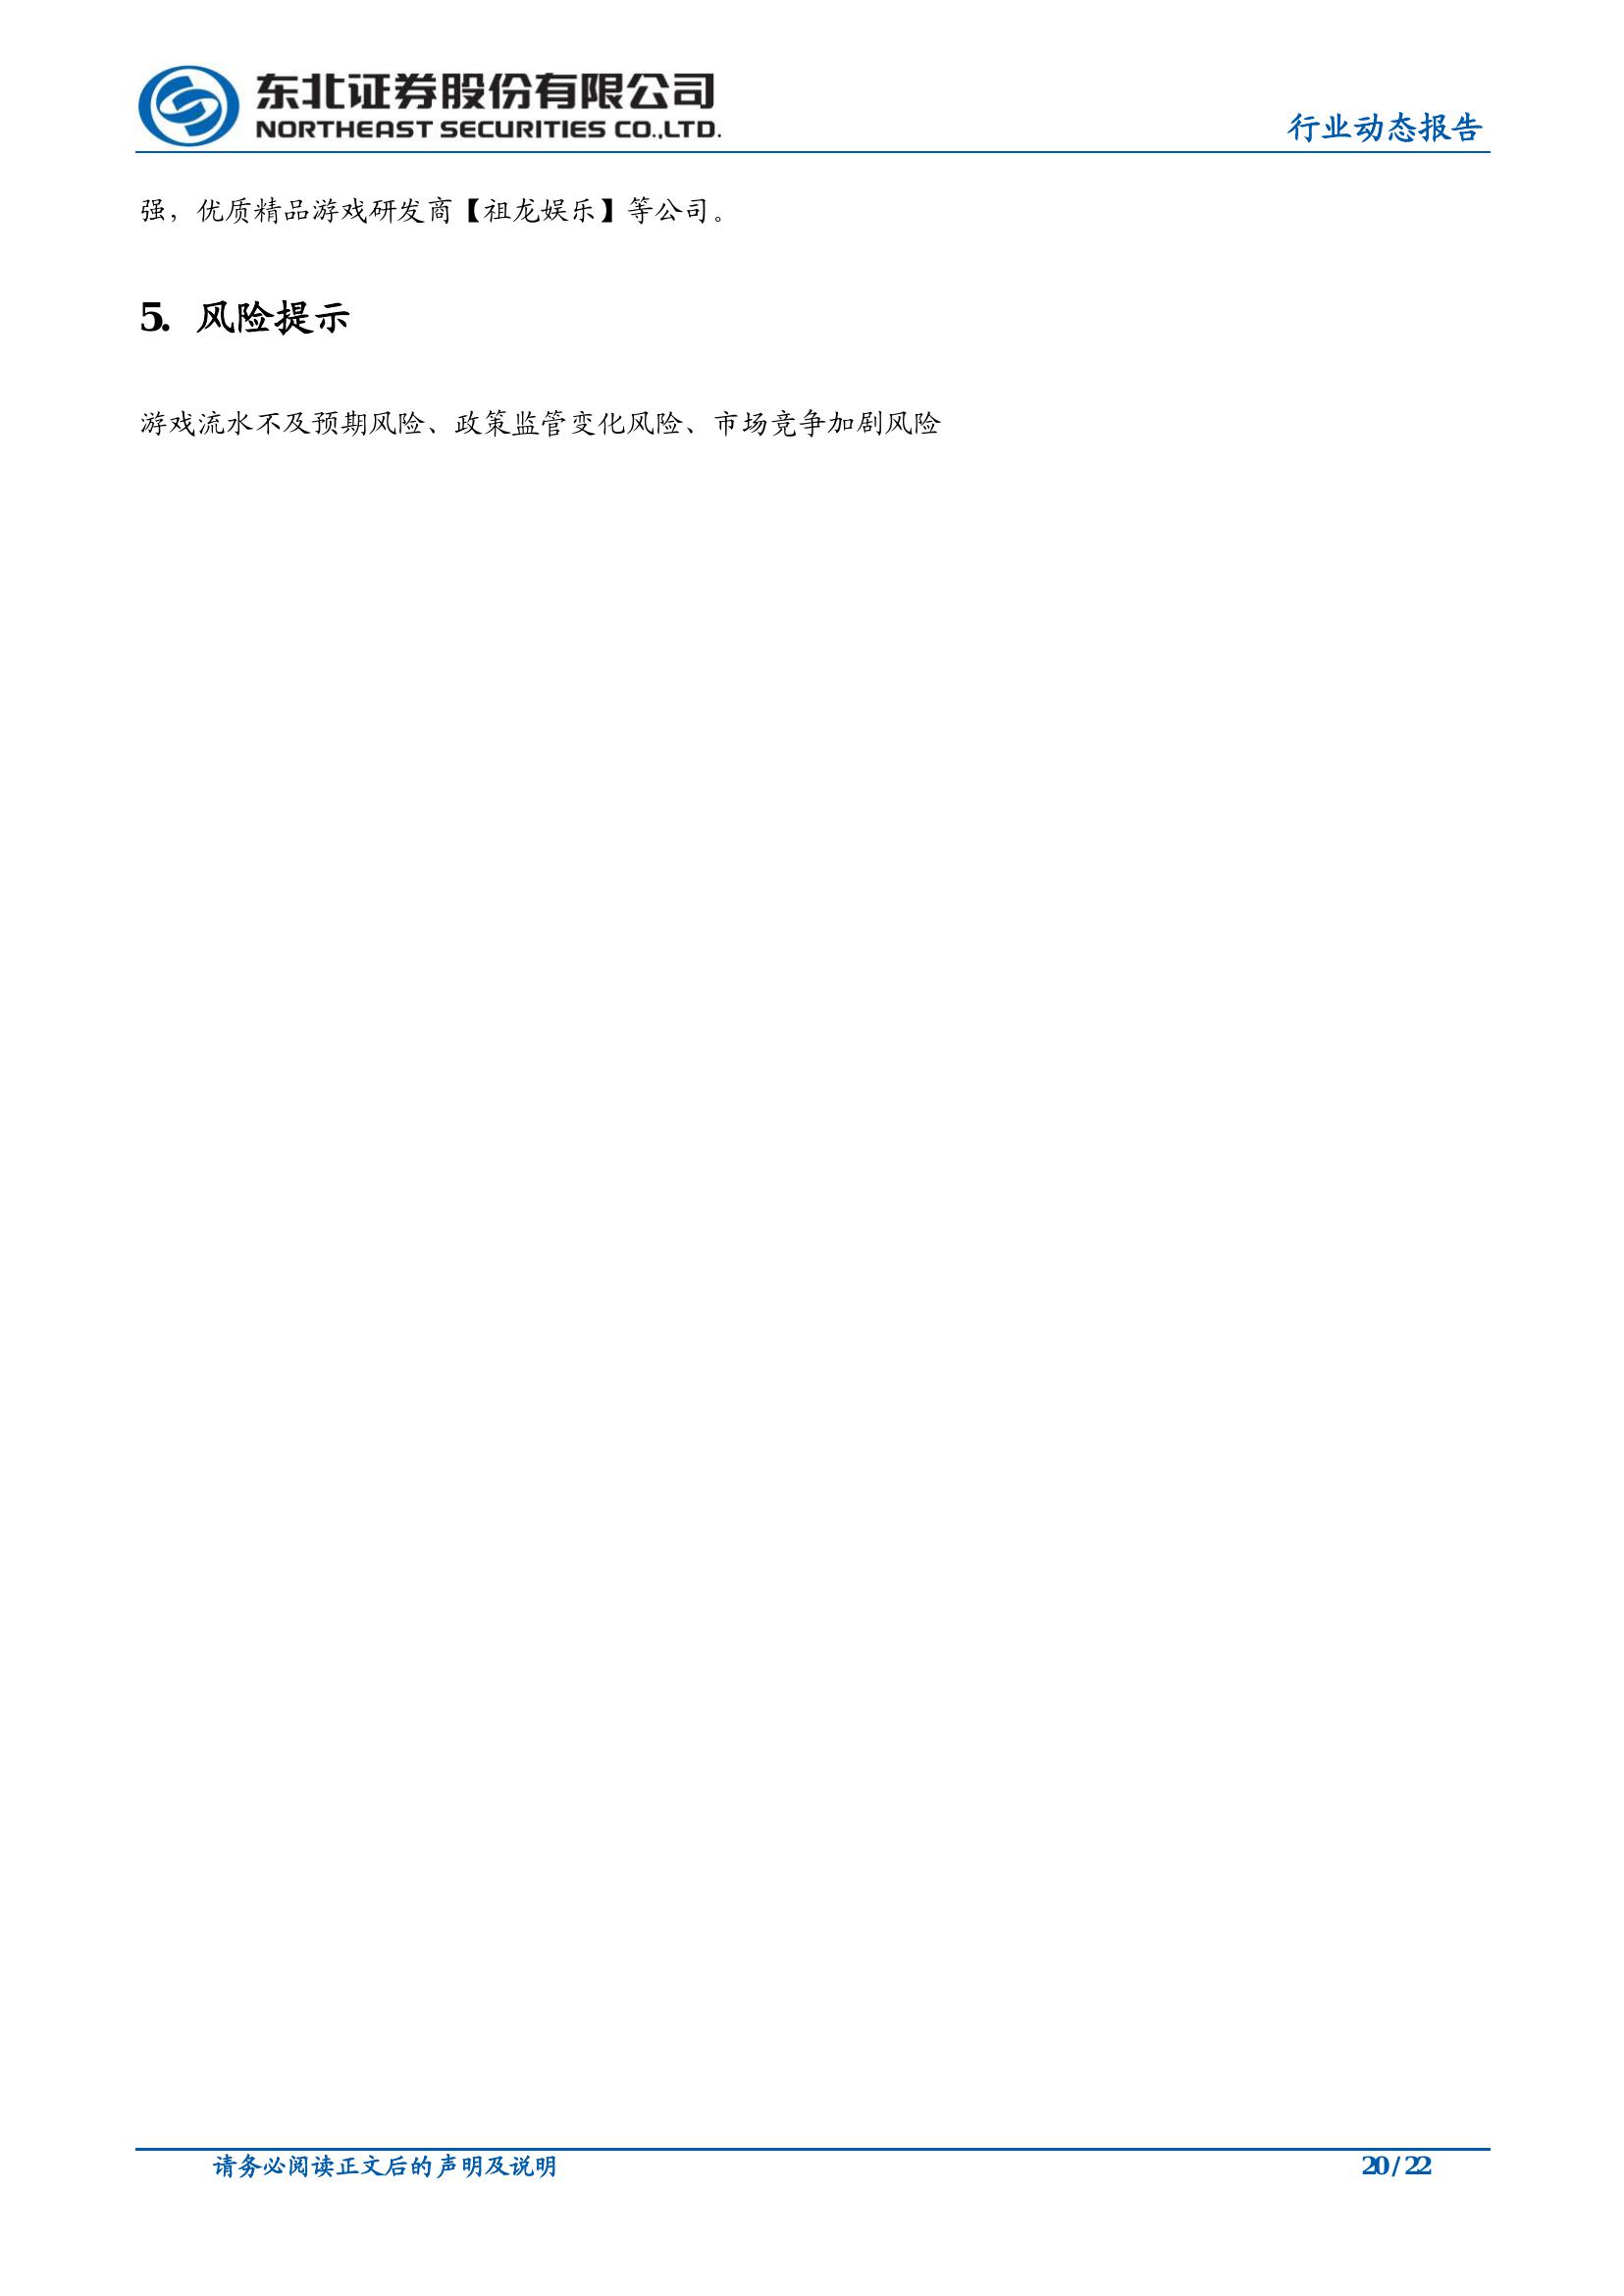 东北证券股份有限公司
NORTHEAST SECURITIES CO.,LTD.
行业动态报告
强，优质精品游戏研发商【祖龙娱乐】等公司。
5. 风险提示
游戏流水不及预期风险、政策监管变化风险、市场竞争加剧风险
请务必阅读正文后的声明及说明
20 / 22